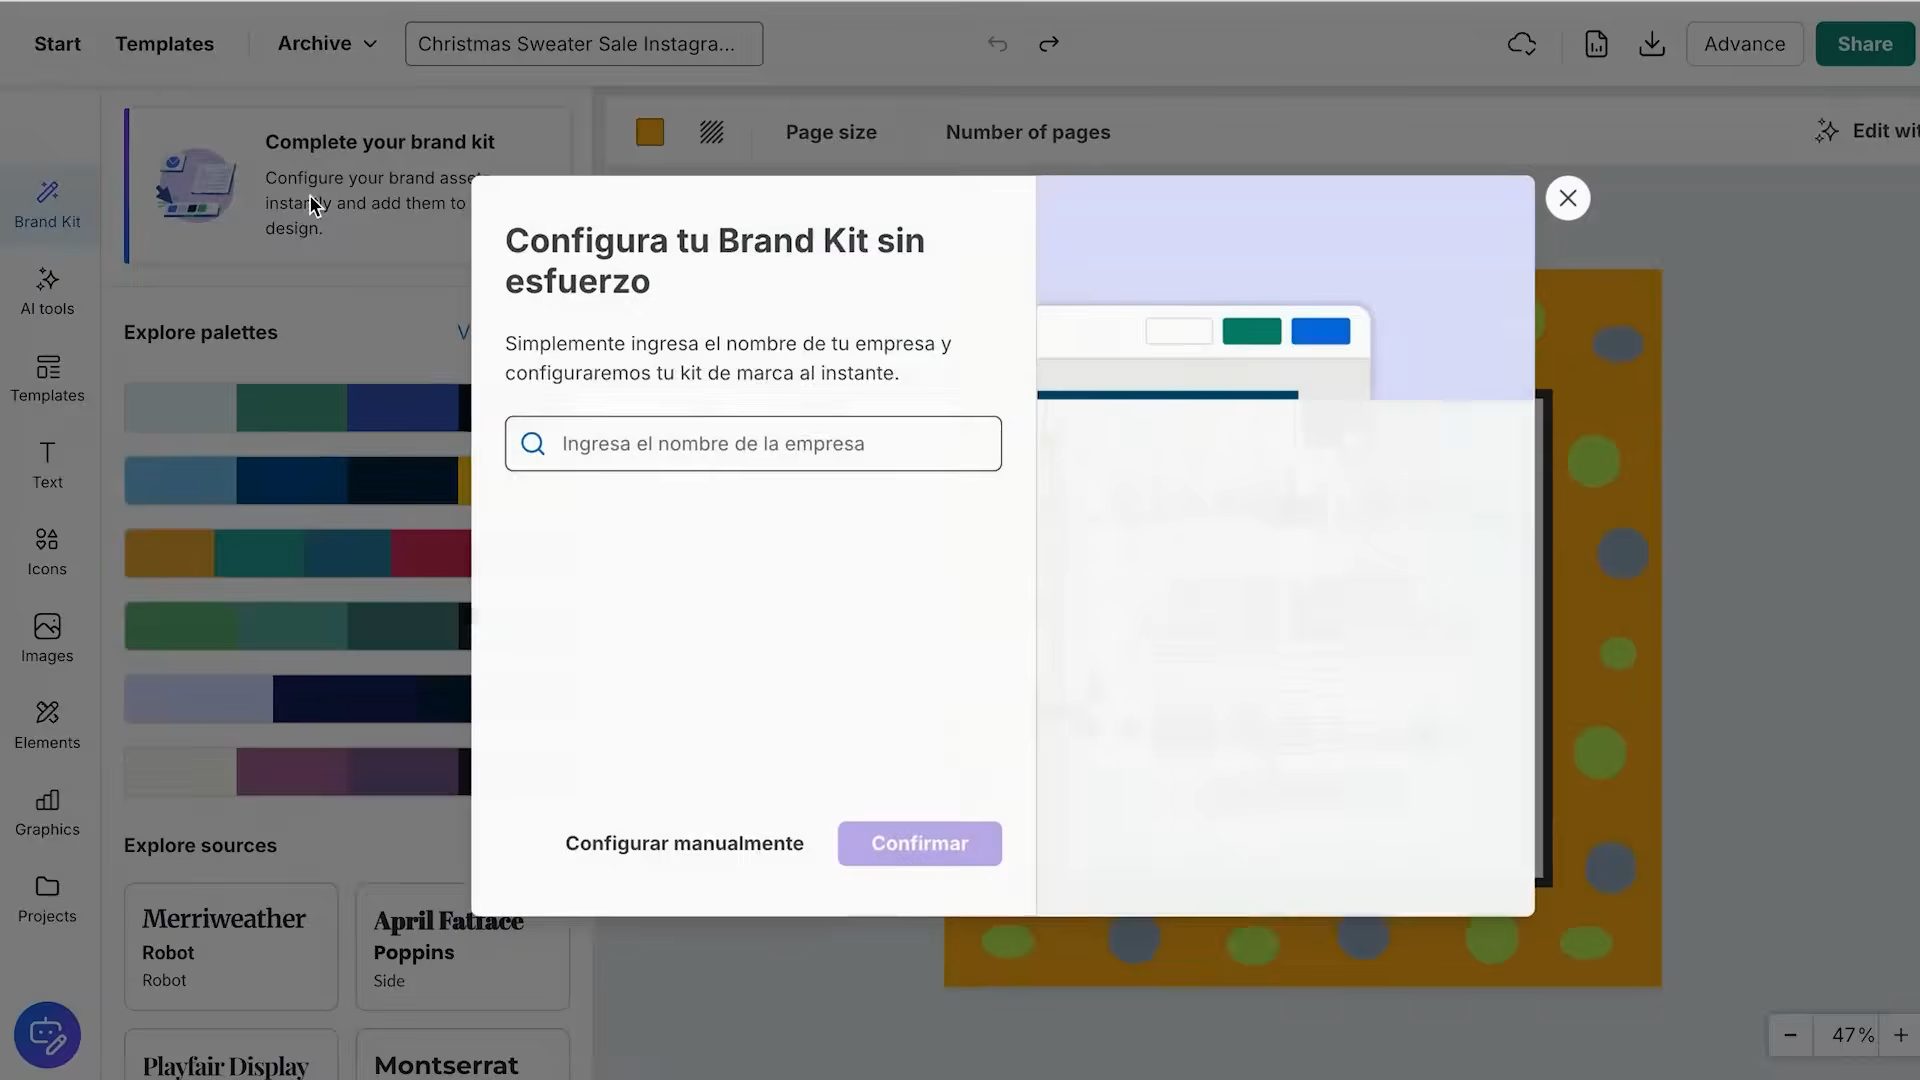 Start
Templates
Archive
Christmas Sweater Sale Instagra...
Advance
Share
Page size
Number of pages
Edit wit
Complete your brand kit
Configure your brand asset
instantly and add them to
design.
Brand Kit
AI tools
Templates
Text
Icons
Images
Elements
Graphics
Projects
Explore palettes
V
Configura tu Brand Kit sin
esfuerzo
Simplemente ingresa el nombre de tu empresa y
configuraremos tu kit de marca al instante.
Ingresa el nombre de la empresa
Configurar manualmente
Confirmar
Explore sources
Merriweather
Robot
Robot
April Fatface
Poppins
Side
Playfair Display
Montserrat
47%